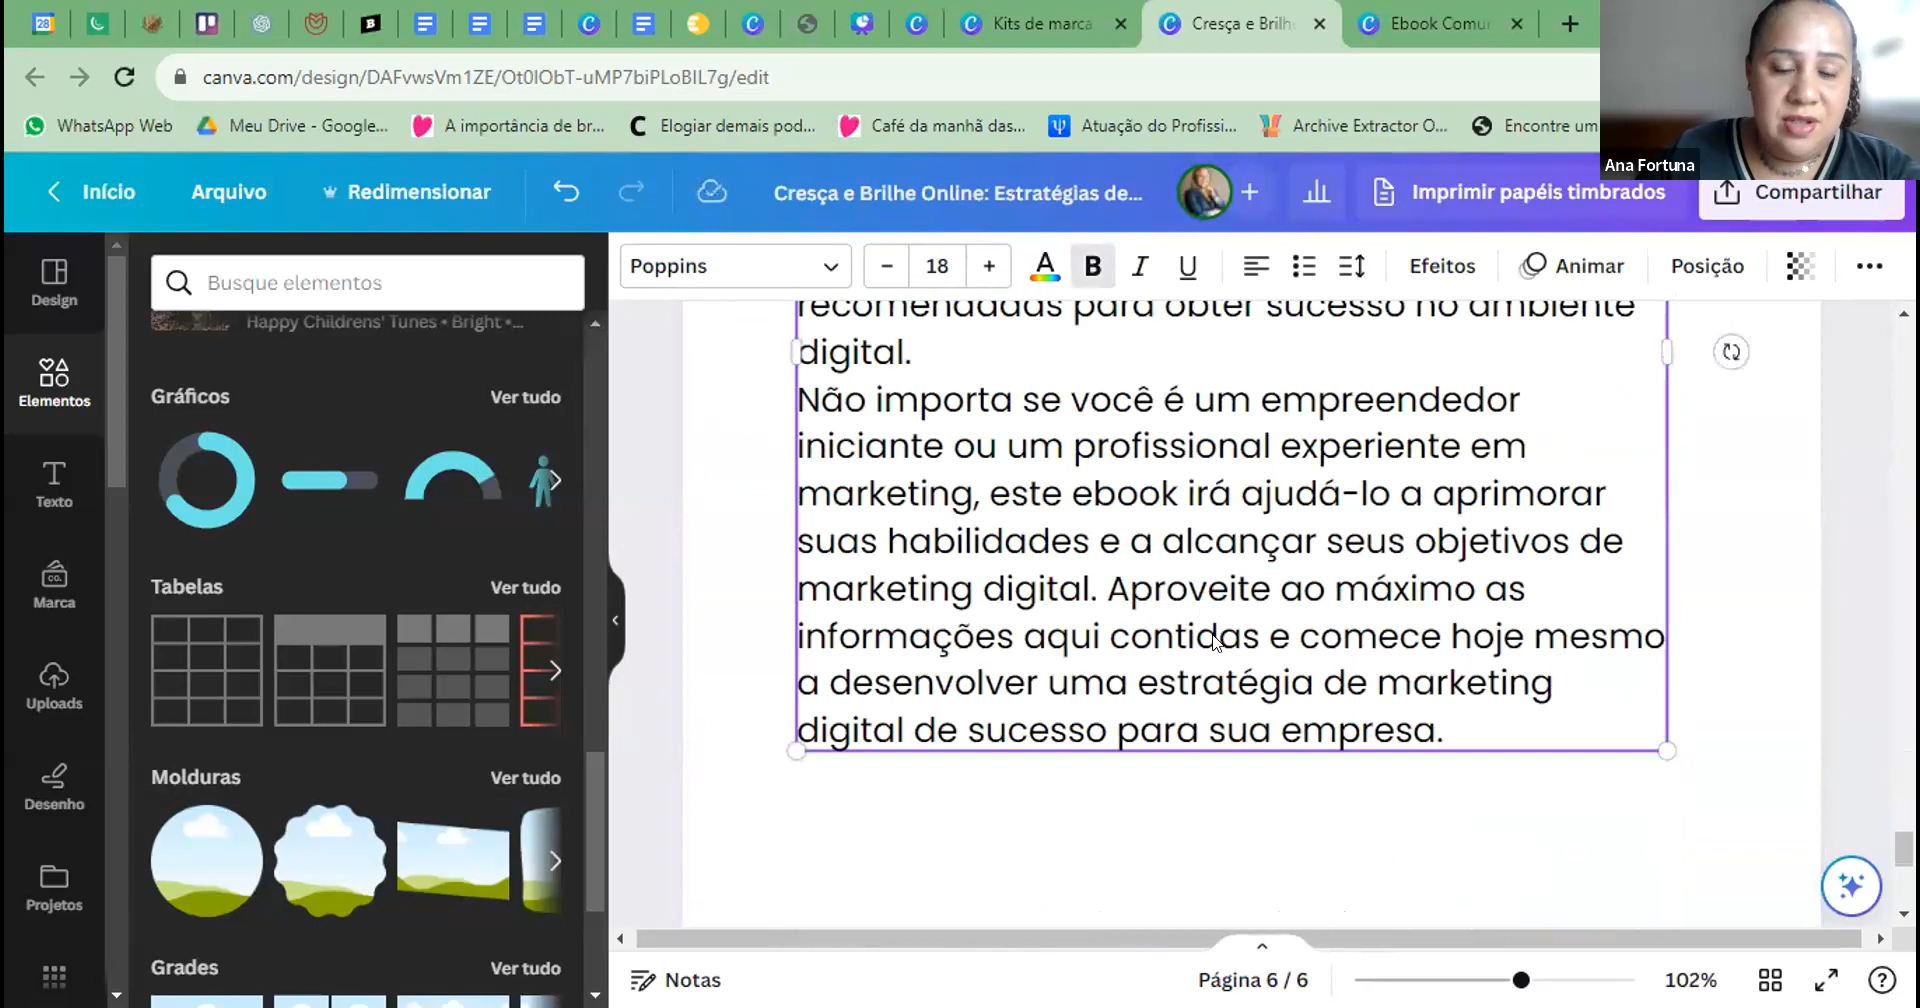 28
Kits de marca
Cresça e Brilh
Ebook Comu
canva.com/design/DAFvwsVm1ZE/Ot0lObT-uMP7biPLoBIL7g/edit
WhatsApp Web
Meu Drive - Google...
A importância de br...
Elogiar demais pod...
Café da manhã das...
Atuação do Profissi...
Archive Extractor O...
Encontre um
Ana Fortuna
Início
Arquivo
Redimensionar
Cresça e Brilhe Online: Estratégias de...
Imprimir papéis timbrados
Compartilhar
Design
Elementos
Texto
Marca
Uploads
Desenho
Projetos
Busque elementos
Happy Childrens' Tunes • Bright •...
Gráficos
Ver tudo
Tabelas
Ver tudo
Molduras
Ver tudo
Grades
Ver tudo
Poppins
18
A
B
I
U
Efeitos
Animar
Posição
recomendadas para obter sucesso no ambiente
digital.
Não importa se você é um empreendedor
iniciante ou um profissional experiente em
marketing, este ebook irá ajudá-lo a aprimorar
suas habilidades e a alcançar seus objetivos de
marketing digital. Aproveite ao máximo as
informações aqui contidas e comece hoje mesmo
a desenvolver uma estratégia de marketing
digital de sucesso para sua empresa.
Notas
Página 6 / 6
102%